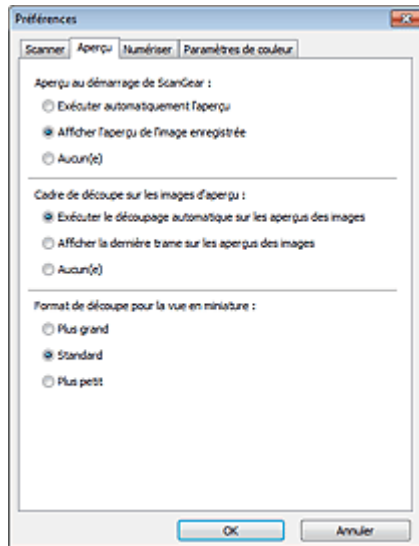 Préférences
Scanner Aperçu Numériser Paramètres de couleur
Aperçu au démarrage de ScanGear :
Exécuter automatiquement l'aperçu
Afficher l'aperçu de l'image enregistrée
Aucun(e)
Cadre de découpe sur les images d'aperçu :
Exécuter le découpage automatique sur les aperçus des images
Afficher la dernière trame sur les aperçus des images
Aucun(e)
Format de découpe pour la vue en miniature :
Plus grand
Standard
Plus petit
OK Annuler